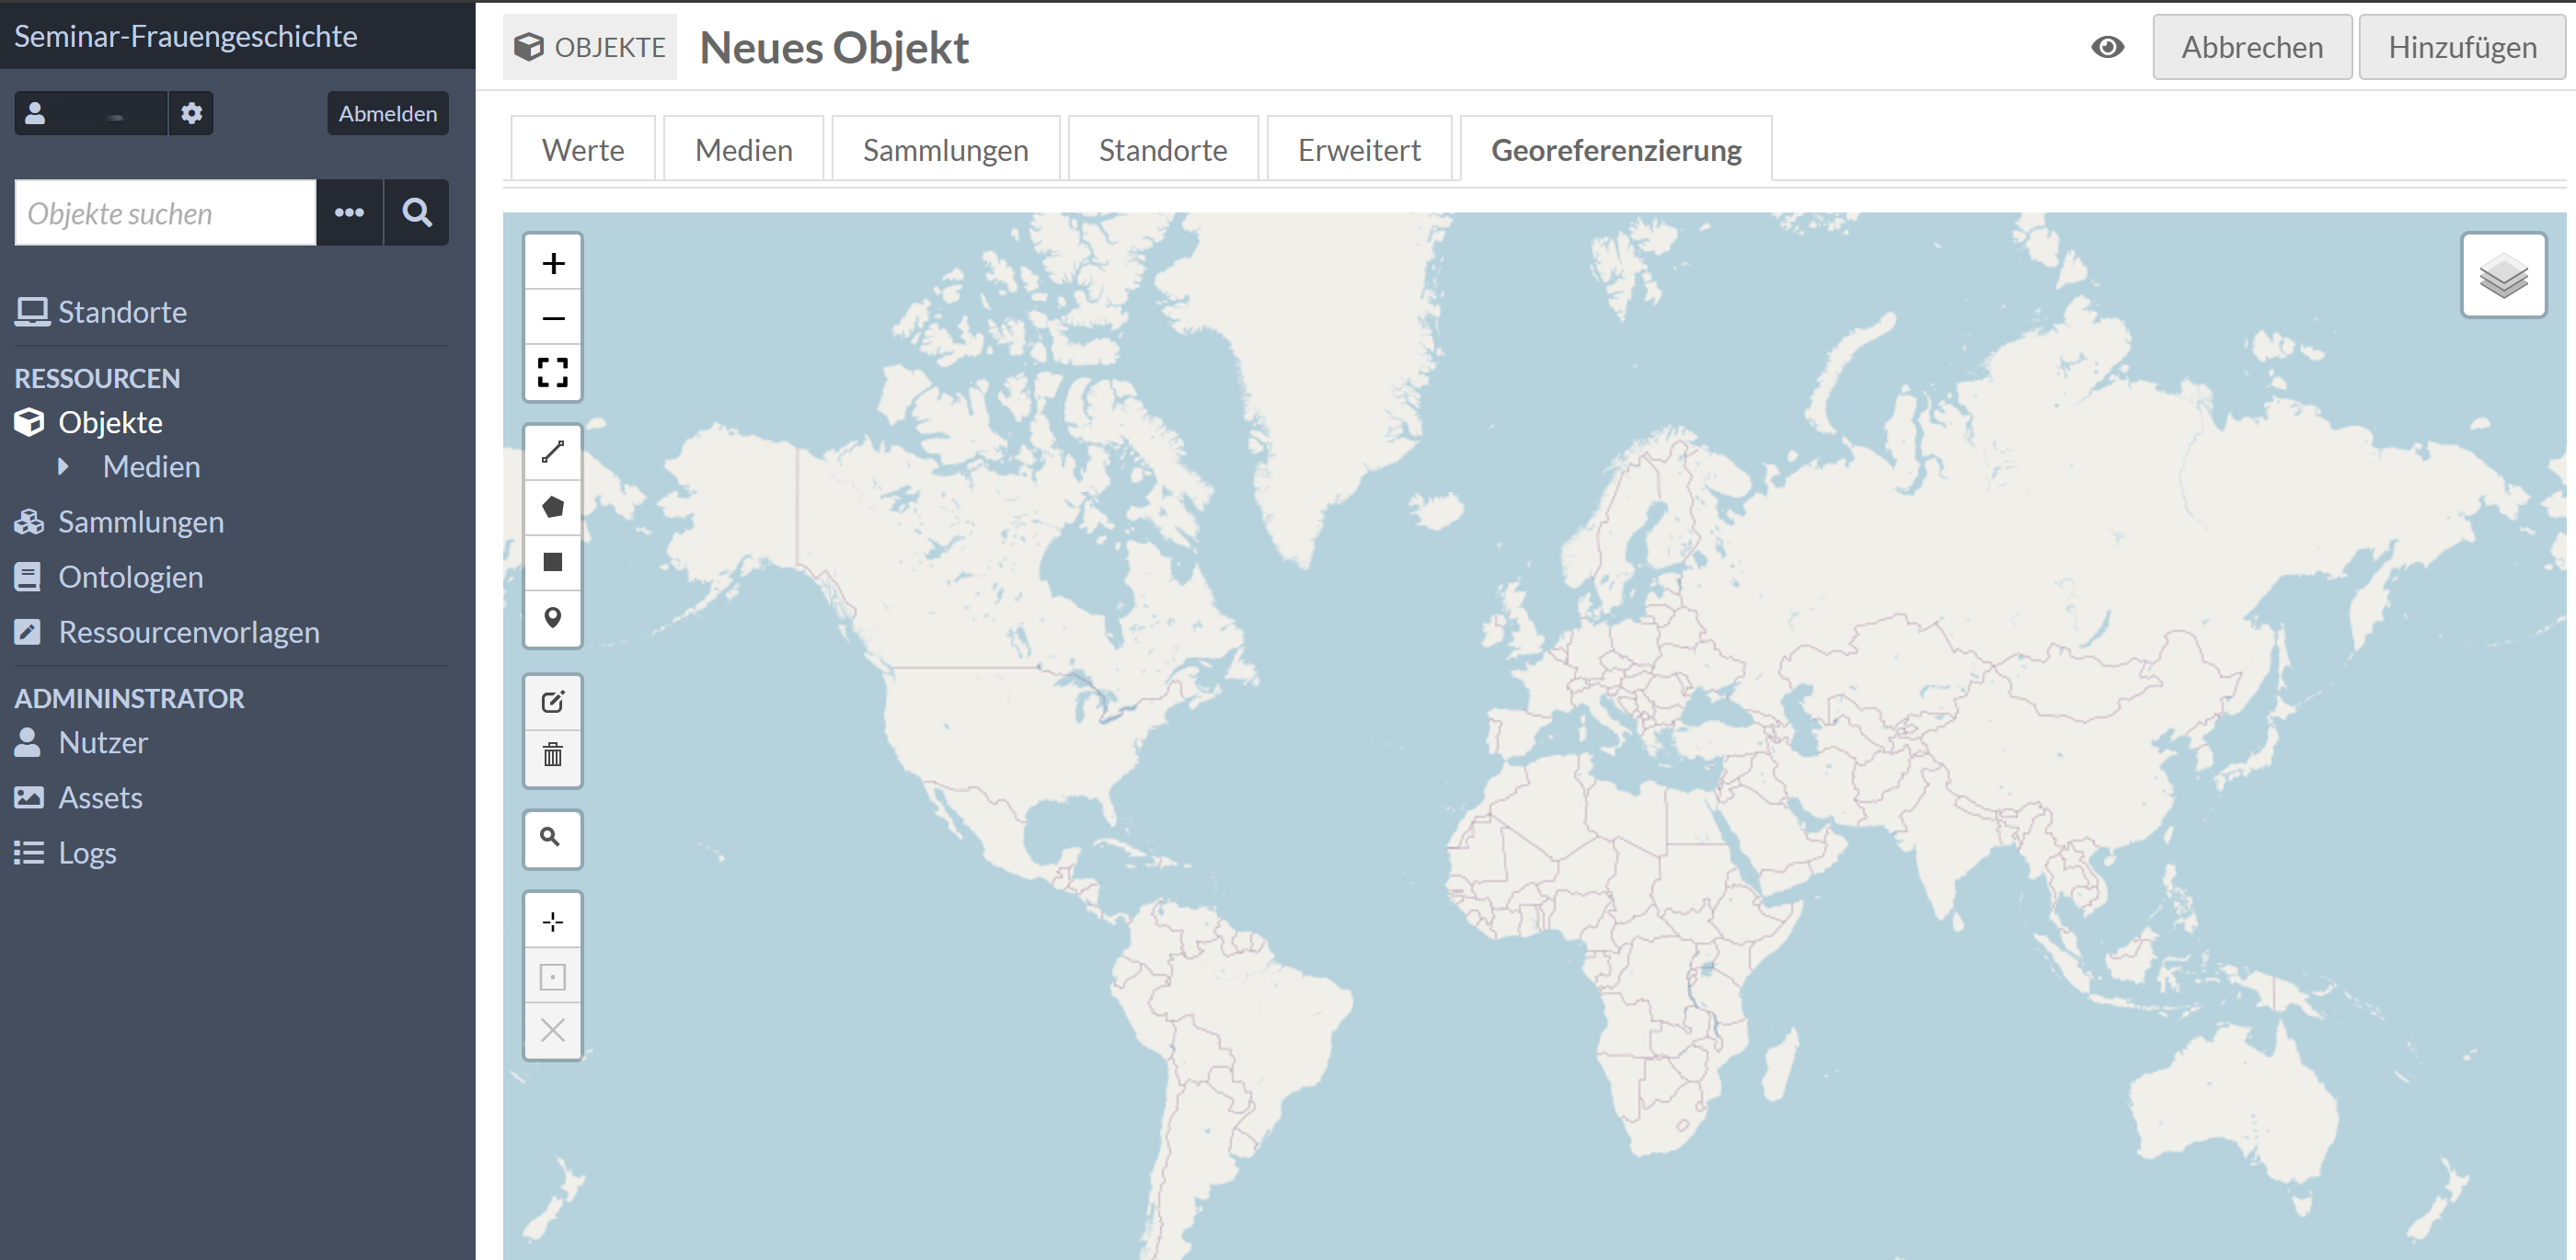 Seminar-Frauengeschichte
Abmelden
Objekte suchen
Standorte
RESSOURCEN
Objekte
Medien
Sammlungen
Ontologien
Ressourcenvorlagen
ADMININSTRATOR
Nutzer
Assets
Logs
OBJEKTE Neues Objekt
Abbrechen Hinzufügen
Werte Medien Sammlungen Standorte Erweitert Georeferenzierung